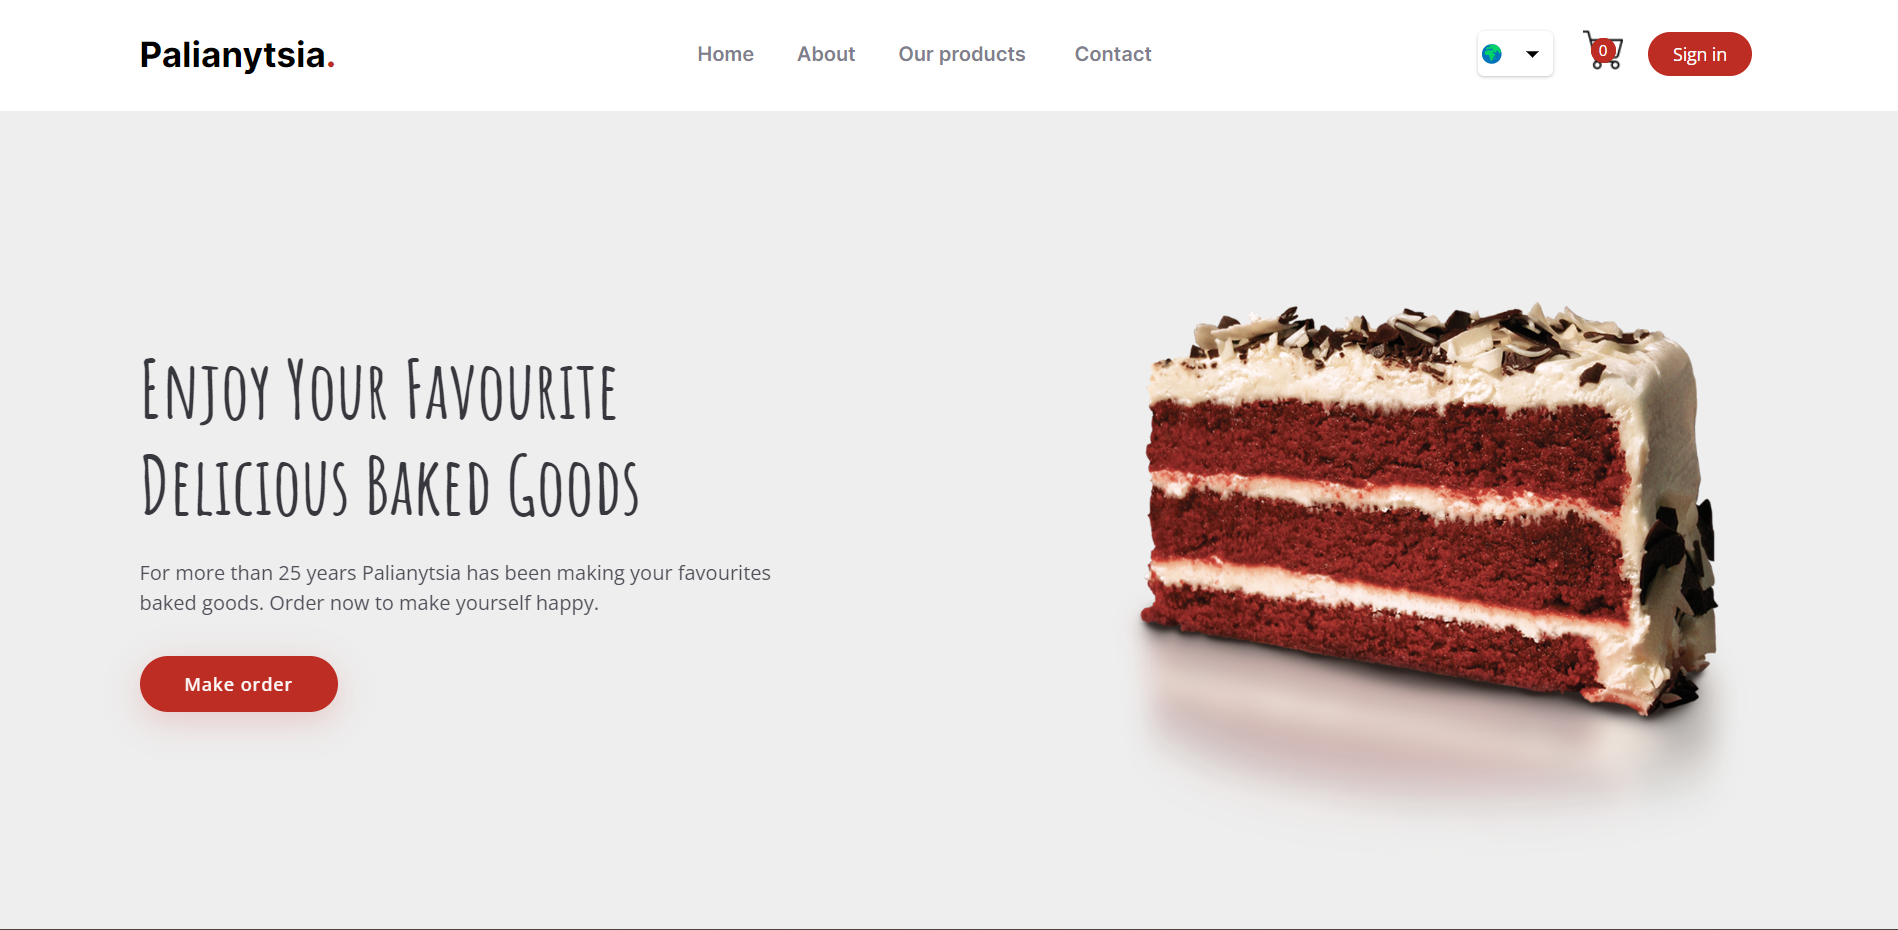 Palianytsia.
Home
About
Our products
Contact
0
Sign in
Enjoy Your Favourite
Delicious Baked Goods
For more than 25 years Palianytsia has been making your favourites
baked goods. Order now to make yourself happy.
Make order